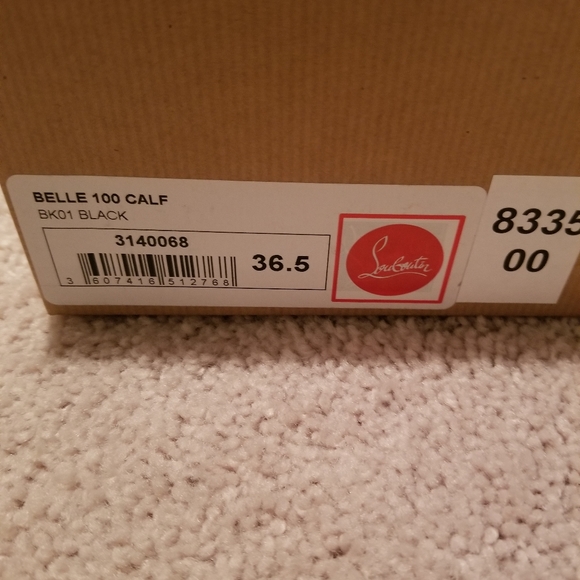 BELLE 100 CALF
BK01 BLACK
3140068
3 607416 512768
36.5
Louboutin
8335
00